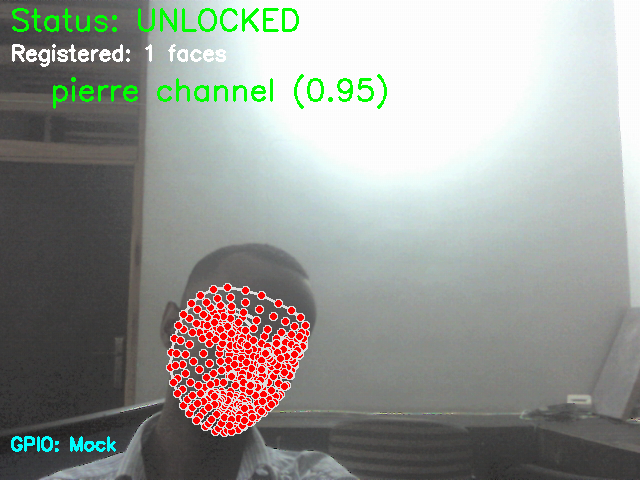 Status: UNLOCKED
Registered: 1 faces
pierre channel (0.95)
GPIO: Mock